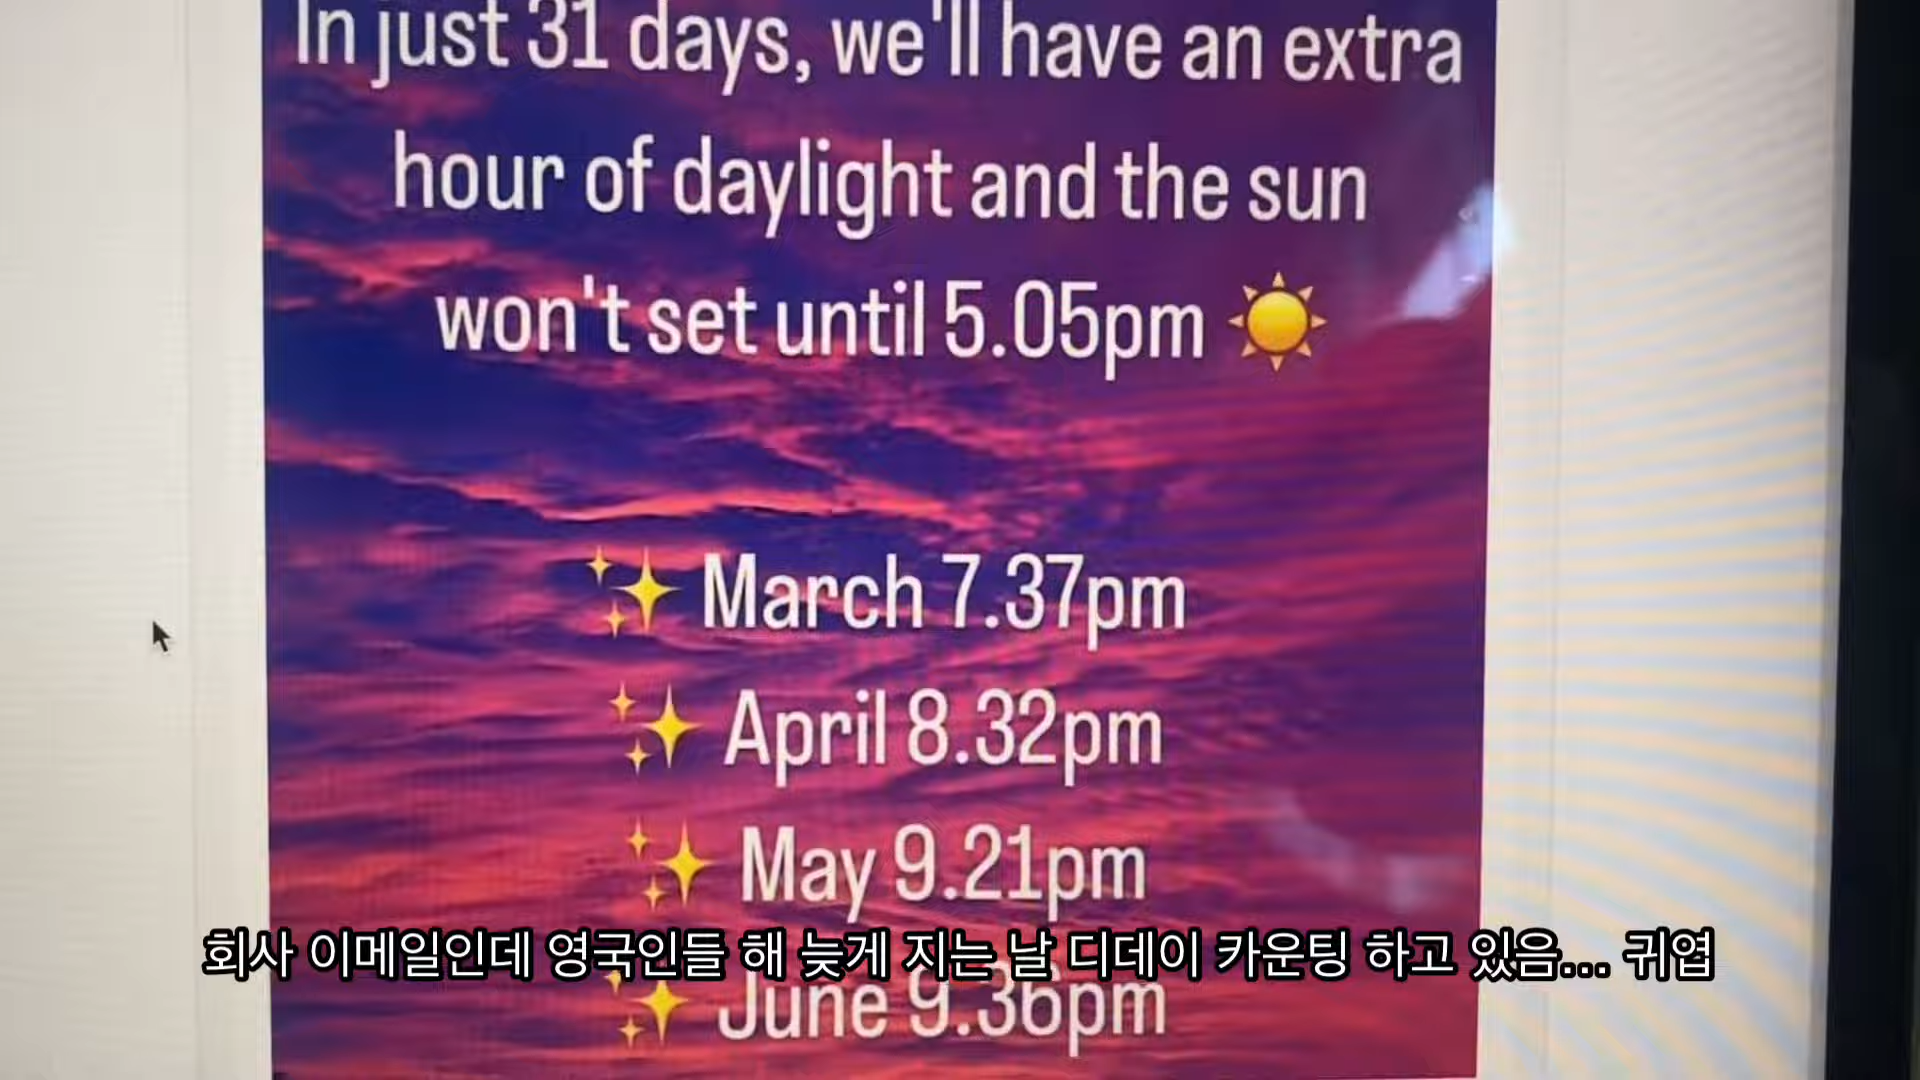 In just 31 days, we'll have an extra
hour of daylight and the sun
won't set until 5.05pm ☀️
✨ March 7.37pm
✨ April 8.32pm
✨ May 9.21pm
회사 이메일인데 영국인들 해 늦게 지는 날 디데이 카운팅 하고 있음... 귀엽
✨ June 9.36pm